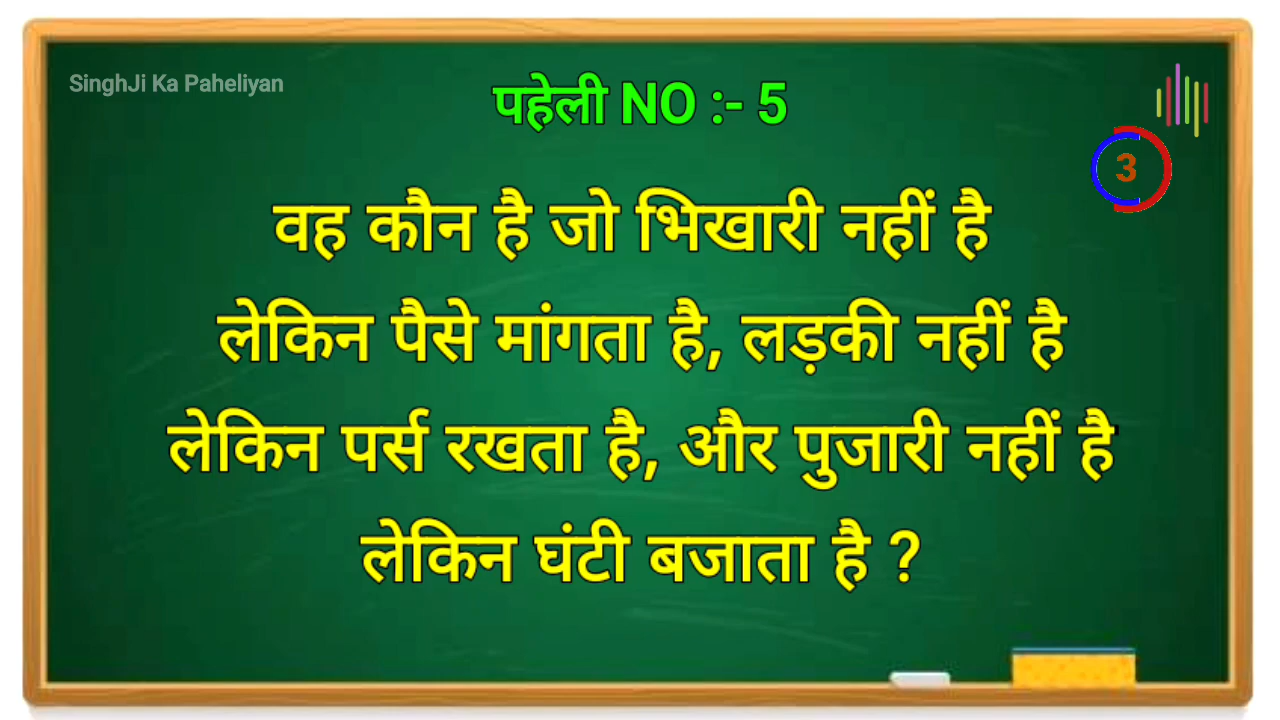 SinghJi Ka Paheliyan
पहेली NO :- 5
3
वह कौन है जो भिखारी नहीं है
लेकिन पैसे मांगता है, लड़की नहीं है
लेकिन पर्स रखता है, और पुजारी नहीं है
लेकिन घंटी बजाता है ?